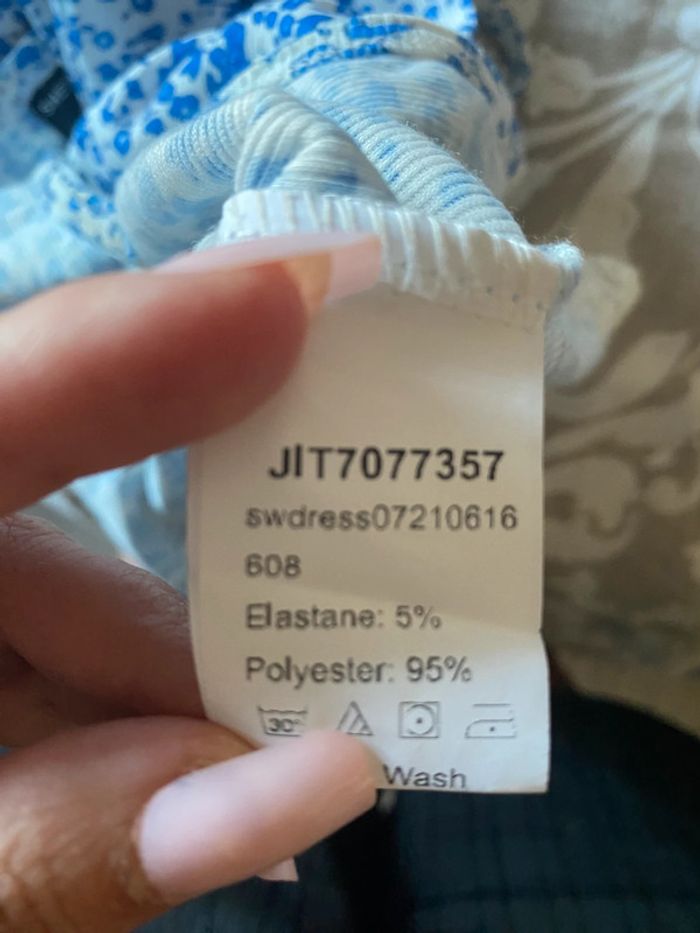 JIT7077357
swdress07210616
608
Elastane: 5%
Polyester: 95%
30°
Wash